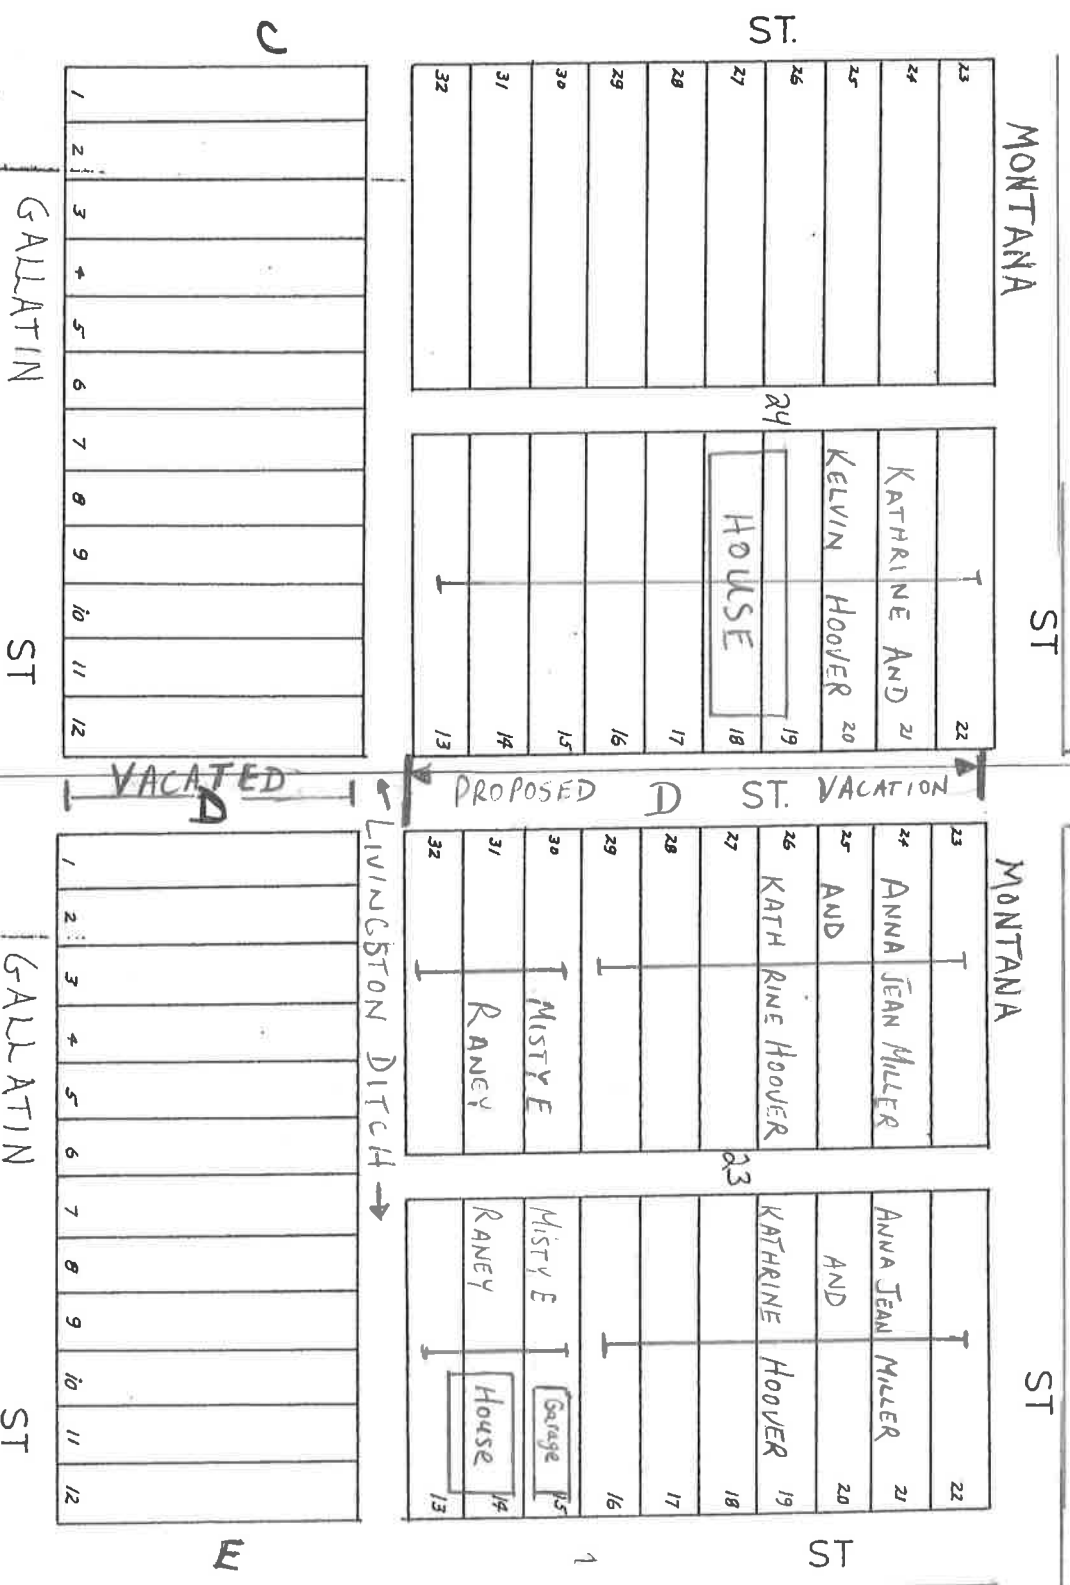 C
ST.
MONTANA
ST
32
31
30
29
28
27
26
25
24
23
1
2
3
4
5
6
7
8
9
10
11
12
GALLATIN
ST
24
KATHRINE AND
KELVIN HOOVER
HOUSE
13
14
15
16
17
18
19
20
21
22
VACATED
D
PROPOSED D ST. VACATION
← LIVINGSTON DITCH →
MONTANA
ST
32
31
30
29
28
27
26
25
24
23
ANNA JEAN MILLER
AND
KATHRINE HOOVER
MISTY E
RANEY
23
ANNA JEAN MILLER
AND
KATHRINE HOOVER
MISTY E
RANEY
Garage
House
13
14
15
16
17
18
19
20
21
22
1
2
3
4
5
6
7
8
9
10
11
12
GALLATIN
ST
E
ST